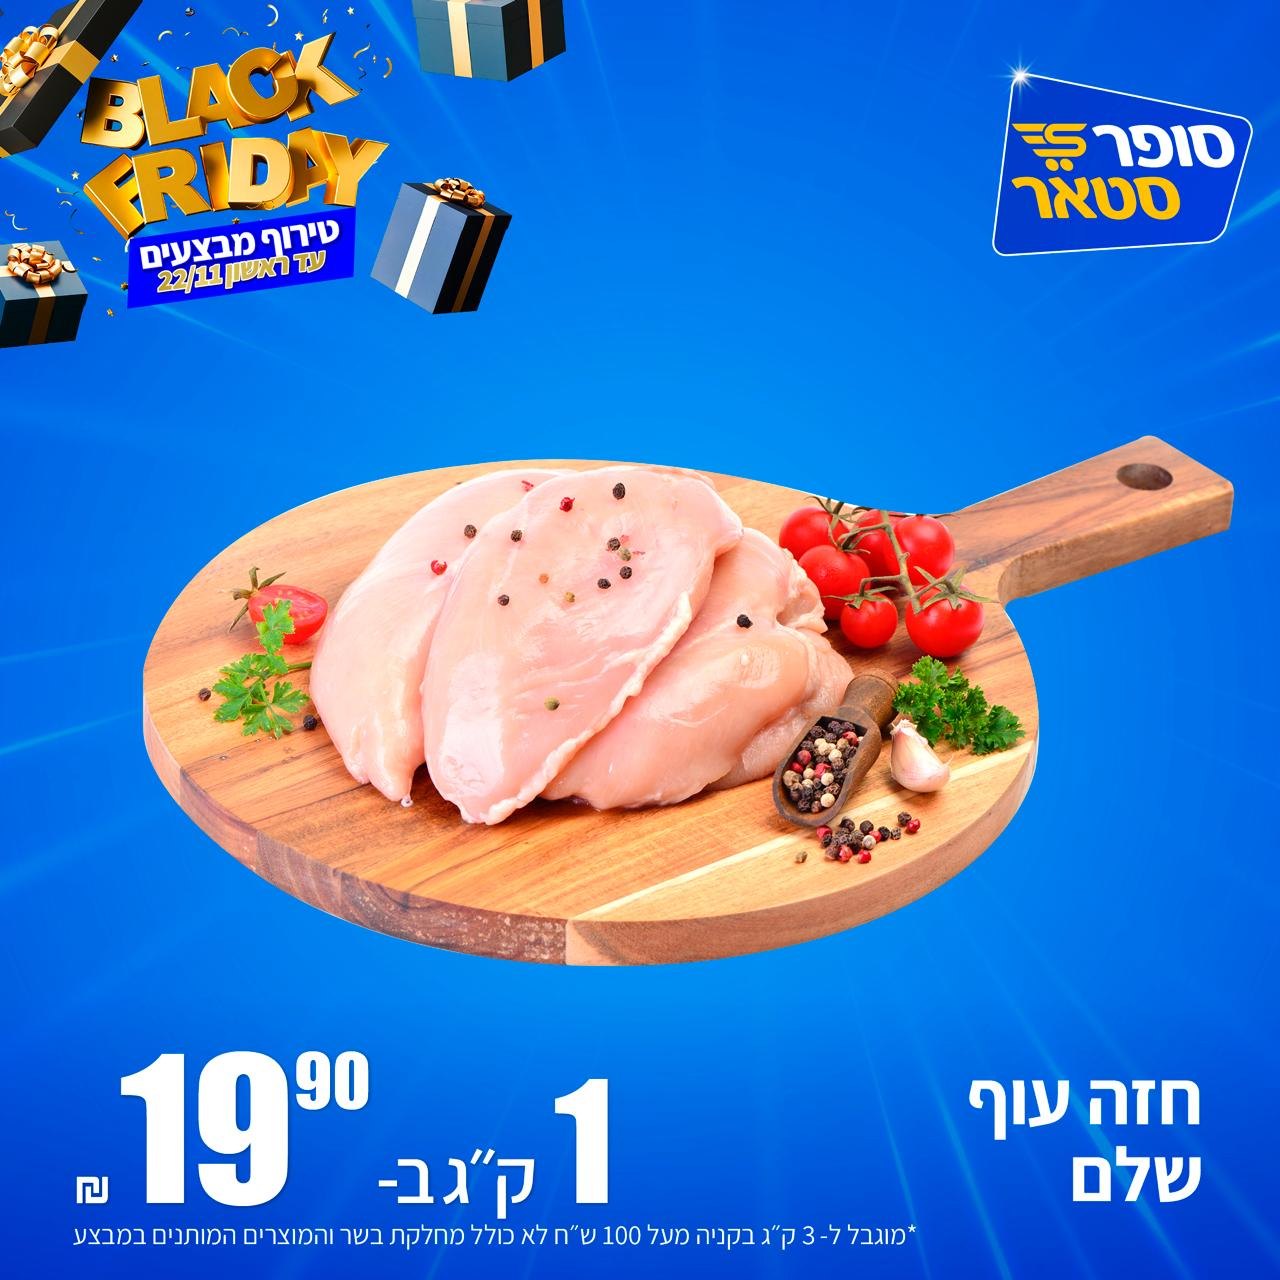 BLACK
FRIDAY
טירוף מבצעים
עד ראשון 22/11
סופר
סטאר
חזה עוף
שלם
1 ק״ג ב- 19.90 ₪
*מוגבל ל- 3 ק״ג בקניה מעל 100 ש״ח לא כולל מחלקת בשר והמוצרים המותנים במבצע